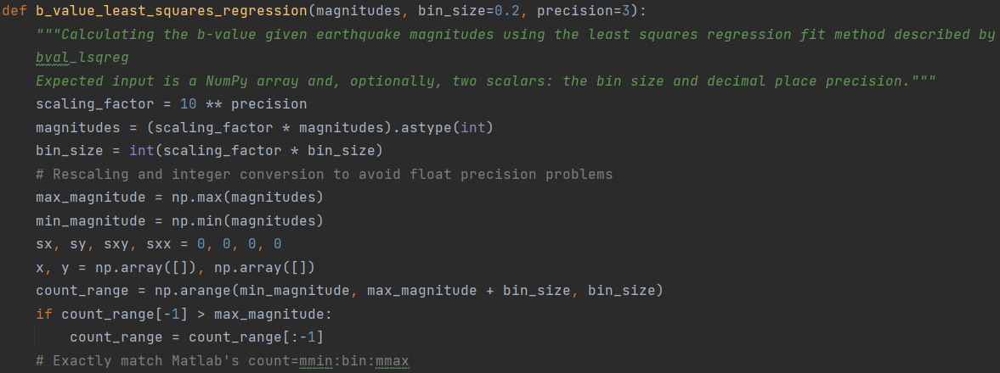 def b_value_least_squares_regression(magnitudes, bin_size=0.2, precision=3):
    """Calculating the b-value given earthquake magnitudes using the least squares regression fit method described by
    bval_lsqreg
    Expected input is a NumPy array and, optionally, two scalars: the bin size and decimal place precision."""
    scaling_factor = 10 ** precision
    magnitudes = (scaling_factor * magnitudes).astype(int)
    bin_size = int(scaling_factor * bin_size)
    # Rescaling and integer conversion to avoid float precision problems
    max_magnitude = np.max(magnitudes)
    min_magnitude = np.min(magnitudes)
    sx, sy, sxy, sxx = 0, 0, 0, 0
    x, y = np.array([]), np.array([])
    count_range = np.arange(min_magnitude, max_magnitude + bin_size, bin_size)
    if count_range[-1] > max_magnitude:
        count_range = count_range[:-1]
    # Exactly match Matlab's count=mmin:bin:mmax